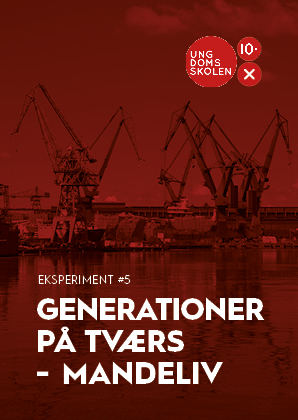 UNG
DOMS
SKOLEN
10.
X
EKSPERIMENT #5
GENERATIONER
PÅ TVÆRS
- MANDELIV